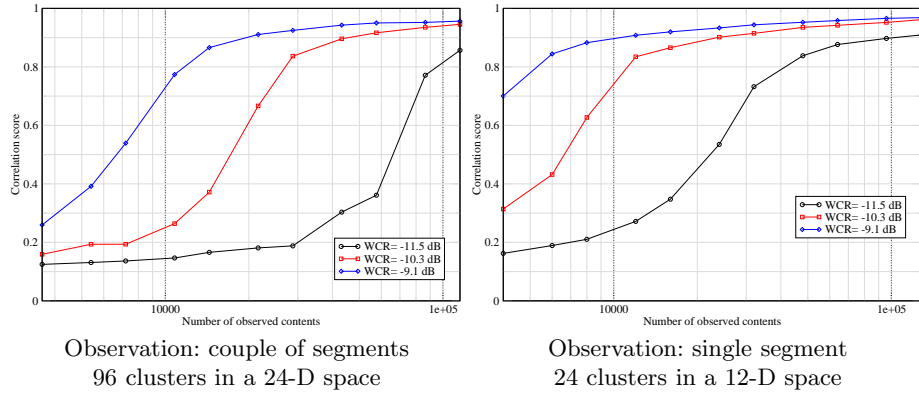 1
0.8
0.6
0.4
0.2
0
Correlation score
10000
1e+05
Number of observed contents
WCR= -11.5 dB
WCR= -10.3 dB
WCR= -9.1 dB
Observation: couple of segments
96 clusters in a 24-D space
1
0.8
0.6
0.4
0.2
0
Correlation score
10000
1e+05
Number of observed contents
WCR= -11.5 dB
WCR= -10.3 dB
WCR= -9.1 dB
Observation: single segment
24 clusters in a 12-D space